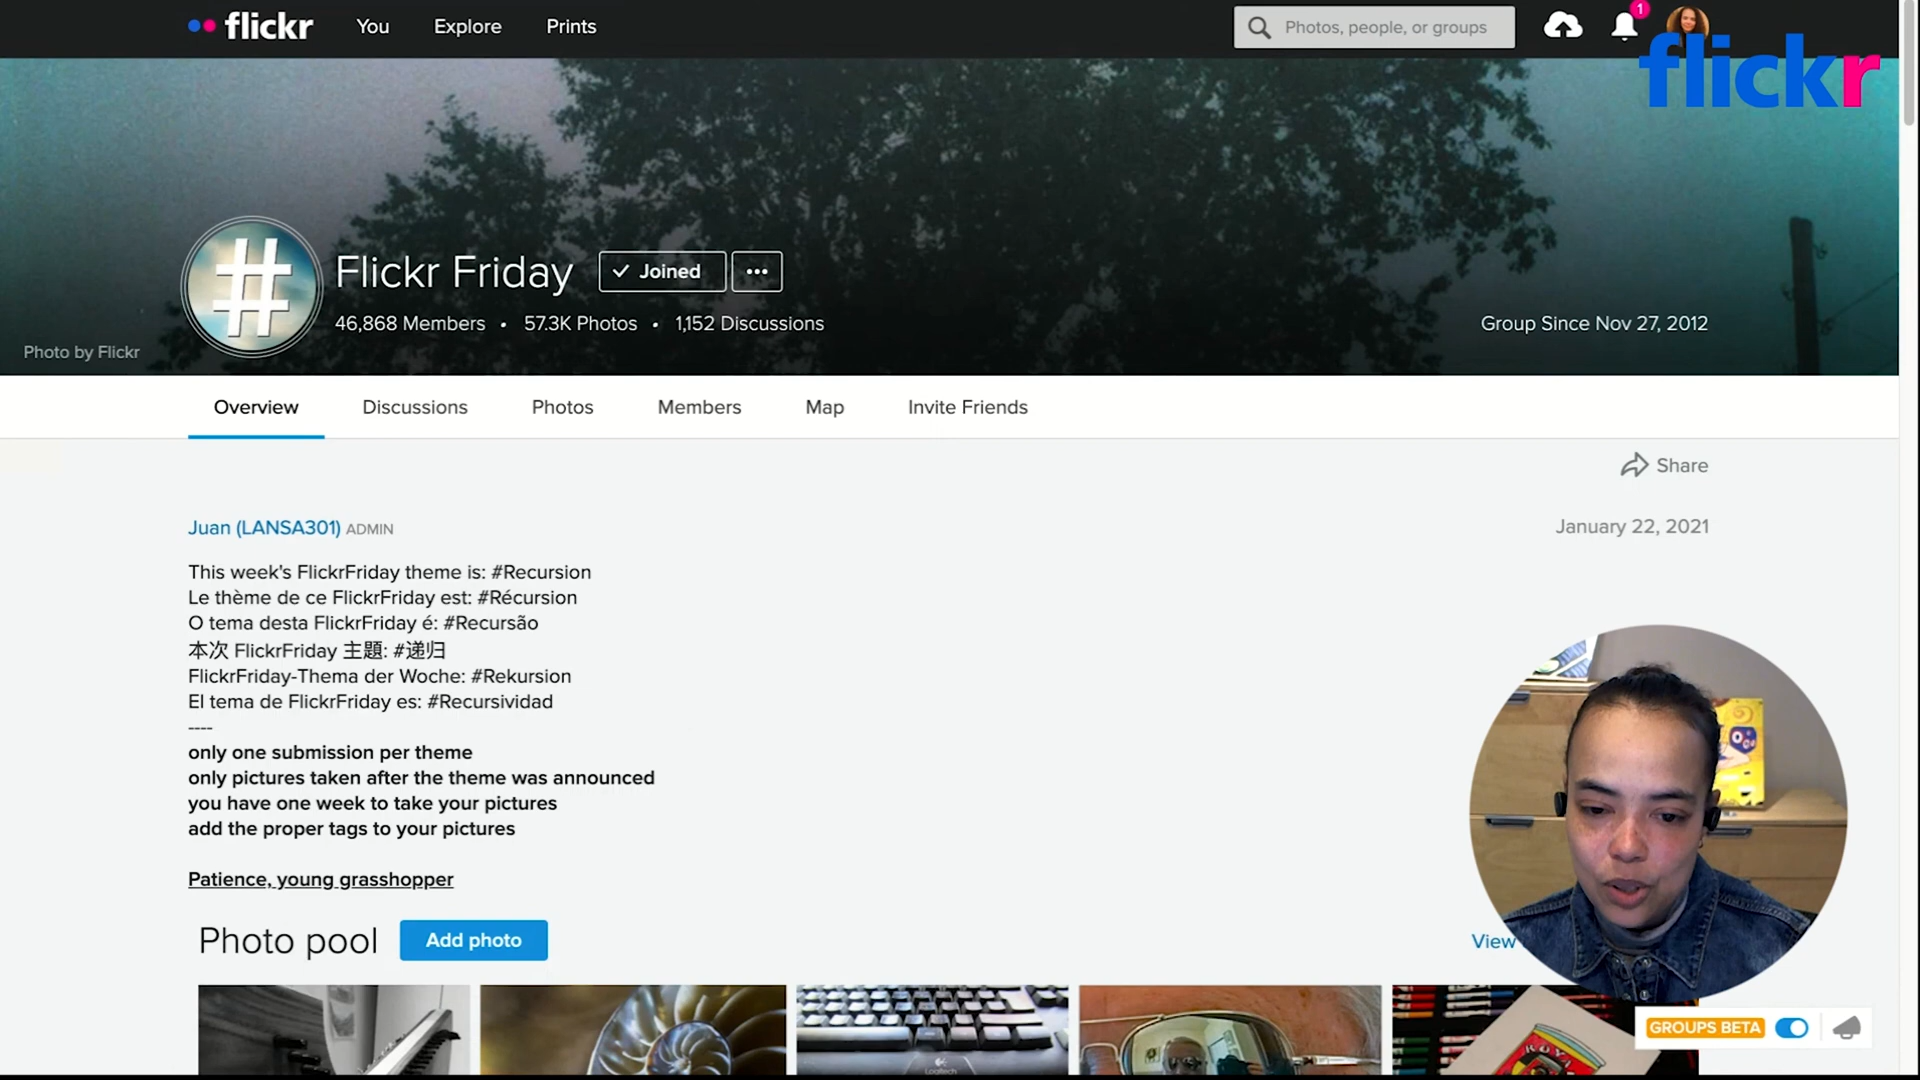 flickr You Explore Prints Photos, people, or groups 1
flickr
Flickr Friday Joined
46,868 Members • 57.3K Photos • 1,152 Discussions Group Since Nov 27, 2012
Photo by Flickr
Overview Discussions Photos Members Map Invite Friends
Share
Juan (LANSA301) ADMIN January 22, 2021
This week's FlickrFriday theme is: #Recursion
Le thème de ce FlickrFriday est: #Récursion
O tema desta FlickrFriday é: #Recursão
本次 FlickrFriday 主題: #递归
FlickrFriday-Thema der Woche: #Rekursion
El tema de FlickrFriday es: #Recursividad
----
only one submission per theme
only pictures taken after the theme was announced
you have one week to take your pictures
add the proper tags to your pictures
Patience, young grasshopper
Photo pool Add photo View
GROUPS BETA
Logitech